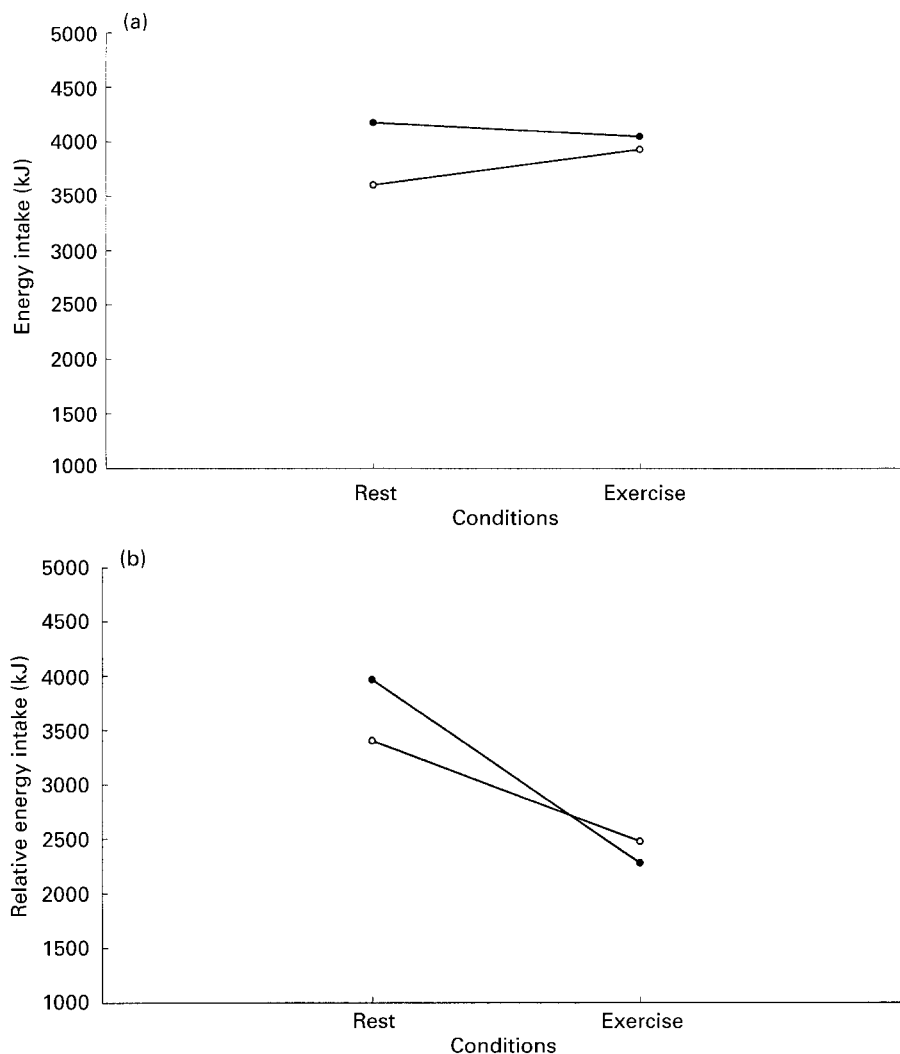 (a)
5000
4500
4000
3500
3000
2500
2000
1500
1000
Energy intake (kJ)
Rest Exercise
Conditions
(b)
5000
4500
4000
3500
3000
2500
2000
1500
1000
Relative energy intake (kJ)
Rest Exercise
Conditions